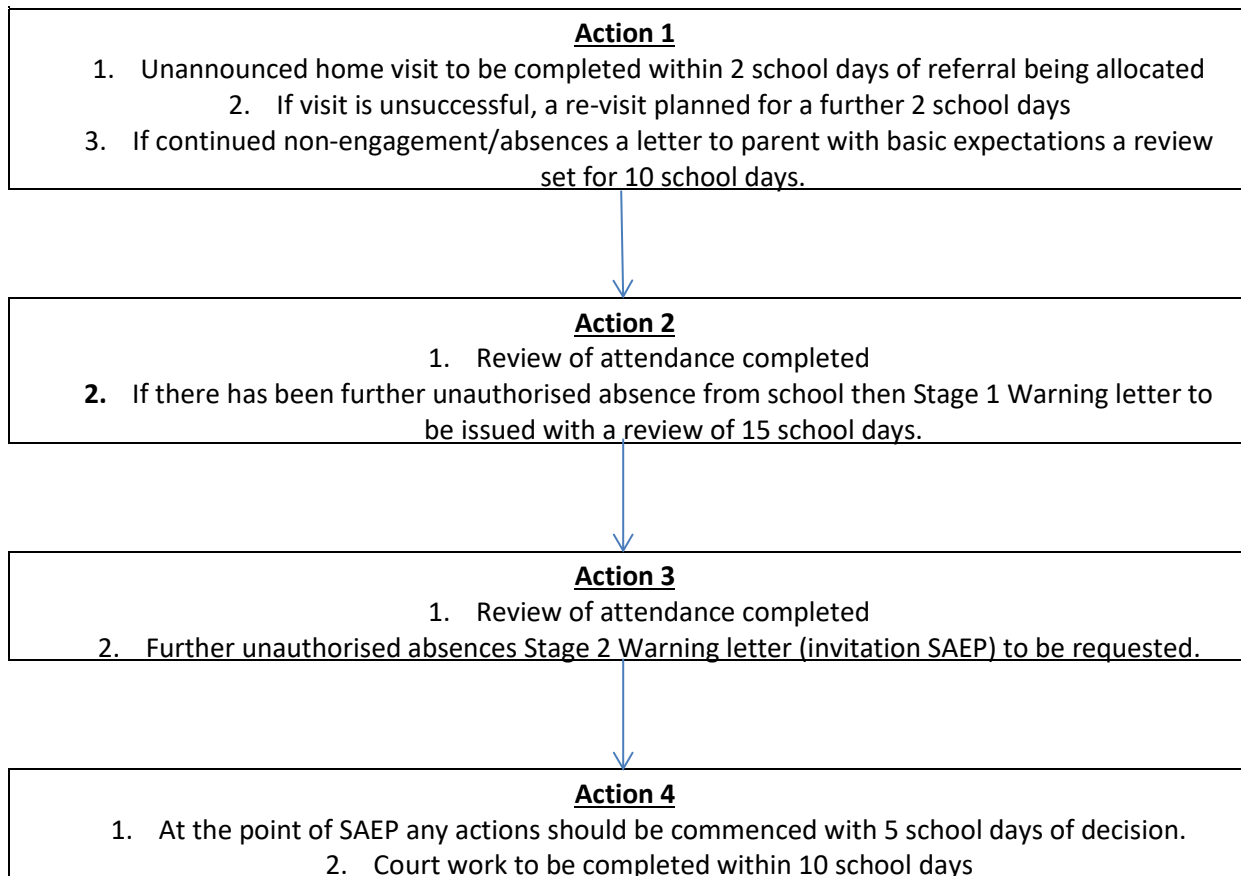 Action 1
1. Unannounced home visit to be completed within 2 school days of referral being allocated
2. If visit is unsuccessful, a re-visit planned for a further 2 school days
3. If continued non-engagement/absences a letter to parent with basic expectations a review
set for 10 school days.
Action 2
1. Review of attendance completed
2. If there has been further unauthorised absence from school then Stage 1 Warning letter to
be issued with a review of 15 school days.
Action 3
1. Review of attendance completed
2. Further unauthorised absences Stage 2 Warning letter (invitation SAEP) to be requested.
Action 4
1. At the point of SAEP any actions should be commenced with 5 school days of decision.
2. Court work to be completed within 10 school days